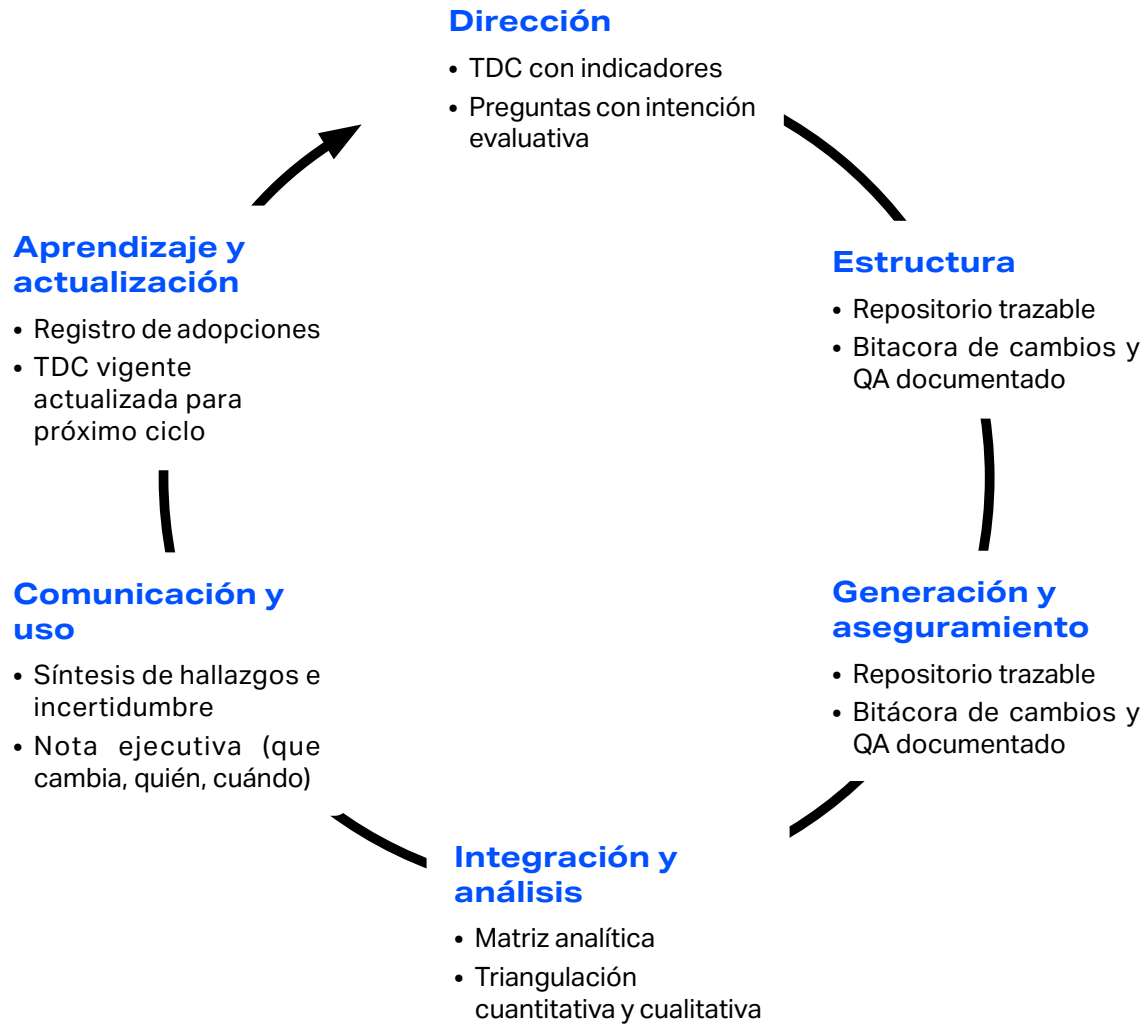 Dirección
• TDC con indicadores
• Preguntas con intención
evaluativa
Estructura
• Repositorio trazable
• Bitacora de cambios y
QA documentado
Generación y
aseguramiento
• Repositorio trazable
• Bitácora de cambios y
QA documentado
Integración y
análisis
• Matriz analítica
• Triangulación
cuantitativa y cualitativa
Comunicación y
uso
• Síntesis de hallazgos e
incertidumbre
• Nota ejecutiva (que
cambia, quién, cuándo)
Aprendizaje y
actualización
• Registro de adopciones
• TDC vigente
actualizada para
próximo ciclo